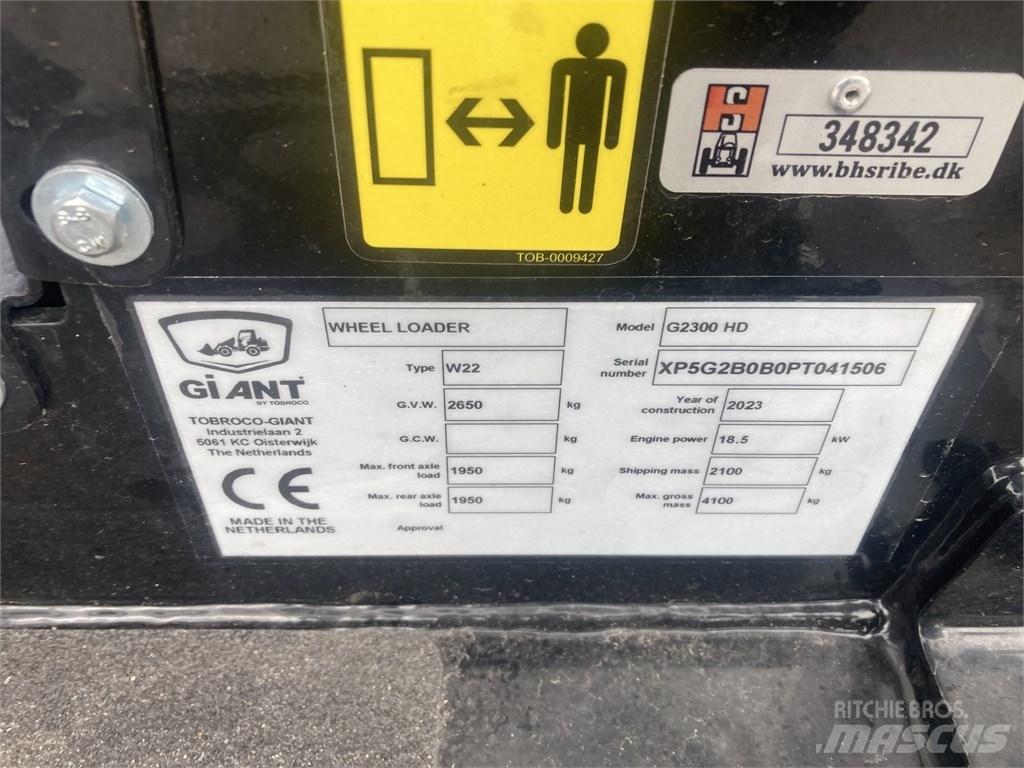 TOB-0009427
HS
348342
www.bhsribe.dk
GiANT
BY TOBROCO
TOBROCO-GIANT
Industrielaan 2
5061 KC Oisterwijk
The Netherlands
CE
MADE IN THE
NETHERLANDS
WHEEL LOADER
Type W22
G.V.W. 2650 kg
G.C.W. kg
Max. front axle load 1950 kg
Max. rear axle load 1950 kg
Approval
Model G2300 HD
Serial number XP5G2B0B0PT041506
Year of construction 2023
Engine power 18.5 kW
Shipping mass 2100 kg
Max. gross mass 4100 kg
8.8
RITCHIE BROS.
MASCUS